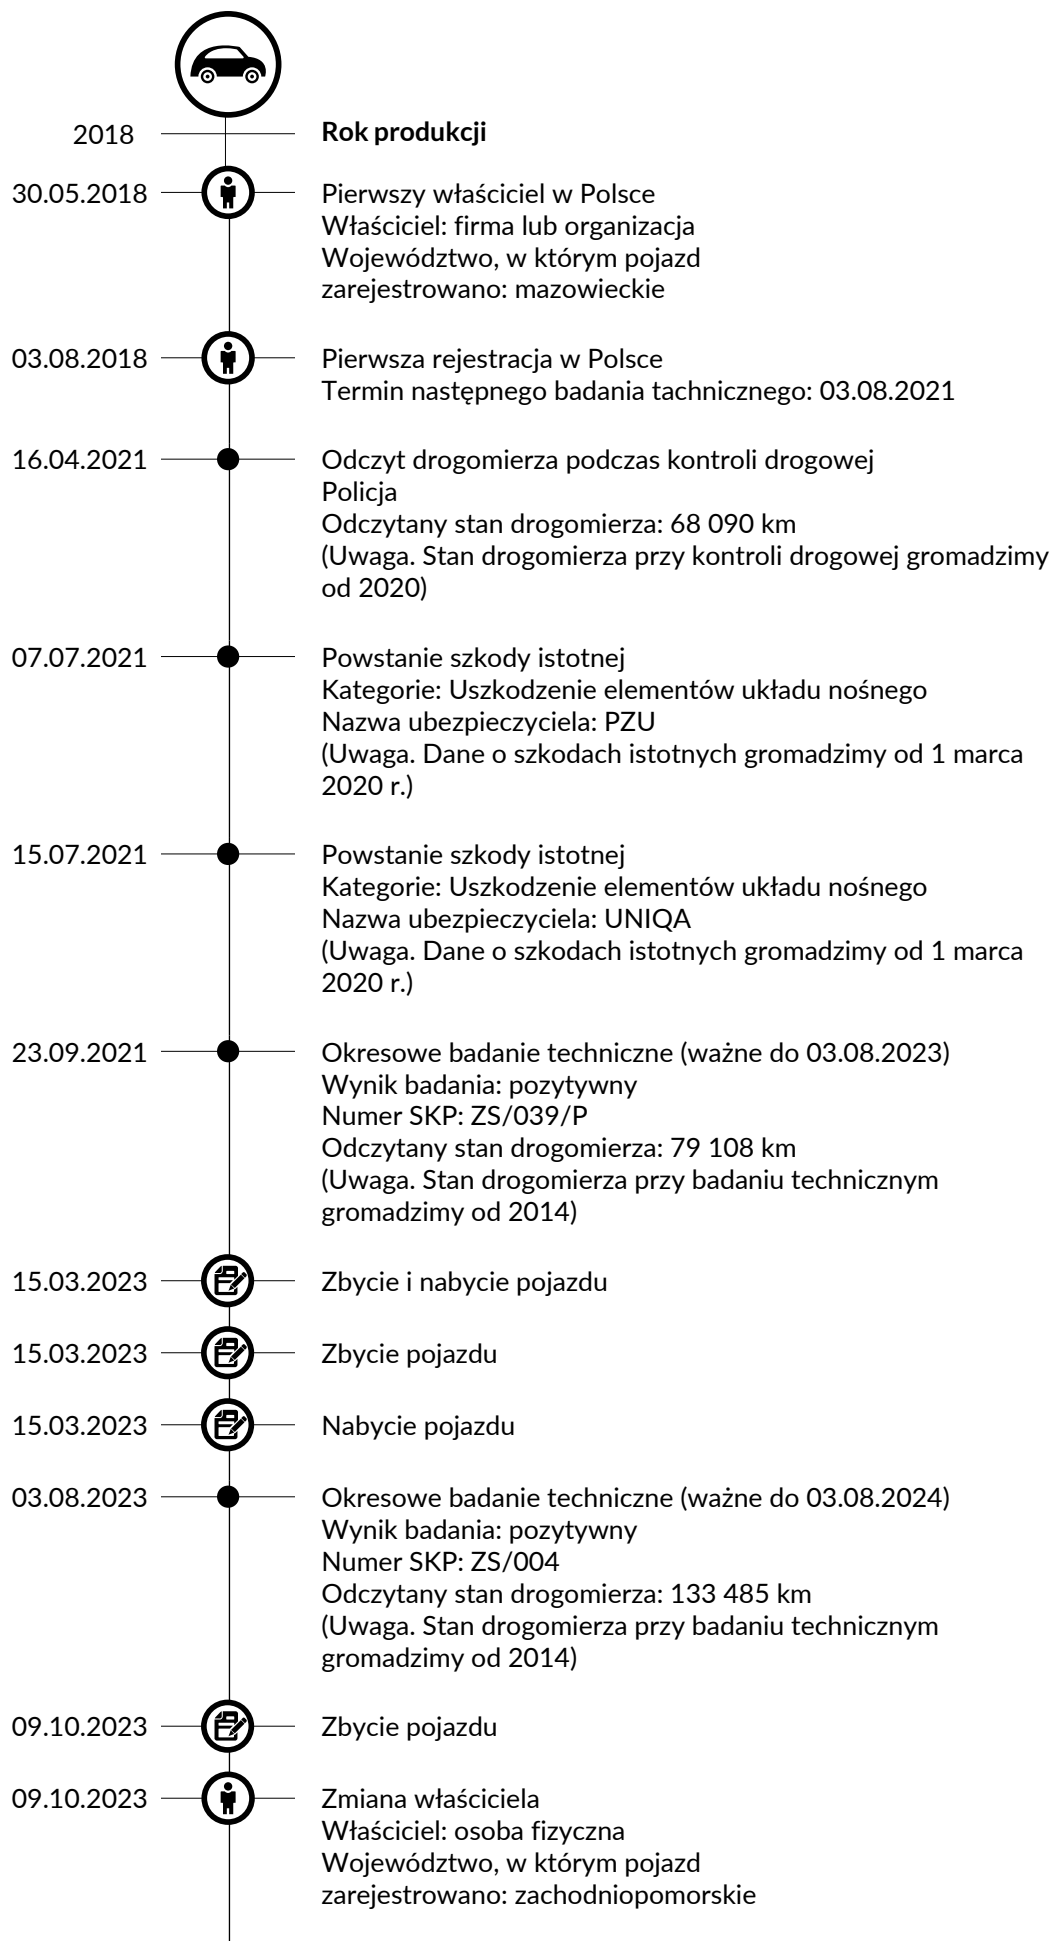 2018
Rok produkcji
30.05.2018
Pierwszy właściciel w Polsce
Właściciel: firma lub organizacja
Województwo, w którym pojazd
zarejestrowano: mazowieckie
03.08.2018
Pierwsza rejestracja w Polsce
Termin następnego badania tachnicznego: 03.08.2021
16.04.2021
Odczyt drogomierza podczas kontroli drogowej
Policja
Odczytany stan drogomierza: 68 090 km
(Uwaga. Stan drogomierza przy kontroli drogowej gromadzimy
od 2020)
07.07.2021
Powstanie szkody istotnej
Kategorie: Uszkodzenie elementów układu nośnego
Nazwa ubezpieczyciela: PZU
(Uwaga. Dane o szkodach istotnych gromadzimy od 1 marca
2020 r.)
15.07.2021
Powstanie szkody istotnej
Kategorie: Uszkodzenie elementów układu nośnego
Nazwa ubezpieczyciela: UNIQA
(Uwaga. Dane o szkodach istotnych gromadzimy od 1 marca
2020 r.)
23.09.2021
Okresowe badanie techniczne (ważne do 03.08.2023)
Wynik badania: pozytywny
Numer SKP: ZS/039/P
Odczytany stan drogomierza: 79 108 km
(Uwaga. Stan drogomierza przy badaniu technicznym
gromadzimy od 2014)
15.03.2023
Zbycie i nabycie pojazdu
15.03.2023
Zbycie pojazdu
15.03.2023
Nabycie pojazdu
03.08.2023
Okresowe badanie techniczne (ważne do 03.08.2024)
Wynik badania: pozytywny
Numer SKP: ZS/004
Odczytany stan drogomierza: 133 485 km
(Uwaga. Stan drogomierza przy badaniu technicznym
gromadzimy od 2014)
09.10.2023
Zbycie pojazdu
09.10.2023
Zmiana właściciela
Właściciel: osoba fizyczna
Województwo, w którym pojazd
zarejestrowano: zachodniopomorskie